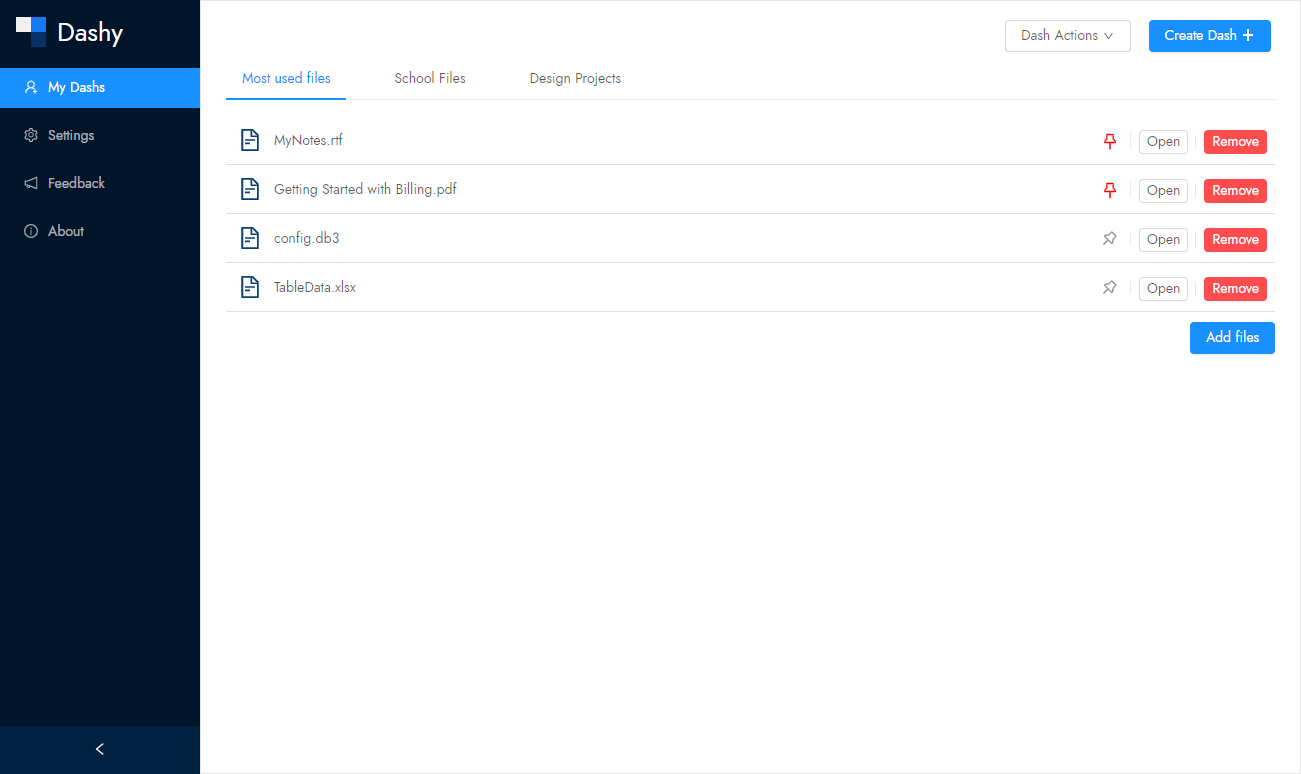 Dashy
Dash Actions
Create Dash +
My Dashs
Settings
Feedback
About
Most used files
School Files
Design Projects
MyNotes.rtf
Open
Remove
Getting Started with Billing.pdf
Open
Remove
config.db3
Open
Remove
TableData.xlsx
Open
Remove
Add files